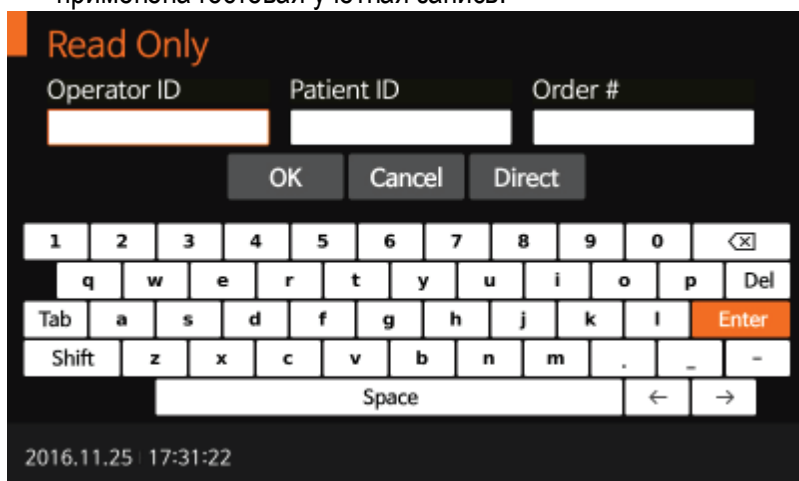 Read Only
Operator ID Patient ID Order #
OK Cancel Direct
1 2 3 4 5 6 7 8 9 0
q w e r t y u i o p Del
Tab a s d f g h j k l Enter
Shift z x c v b n m . _ -
Space ← →
2016.11.25 17:31:22